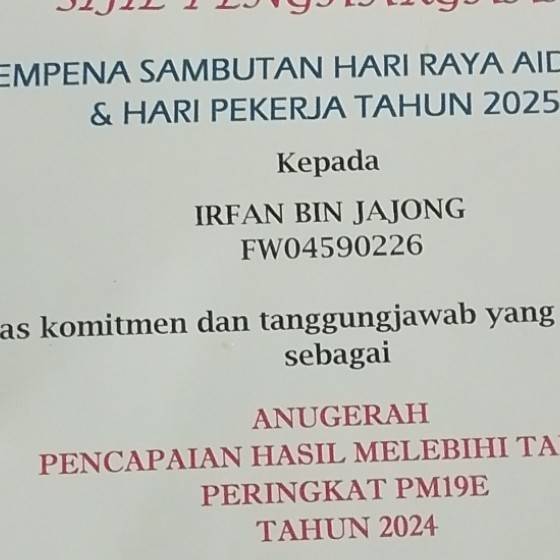 EMPENA SAMBUTAN HARI RAYA AID
& HARI PEKERJA TAHUN 2025
Kepada
IRFAN BIN JAJONG
FW04590226
as komitmen dan tanggungjawab yang
sebagai
ANUGERAH
PENCAPAIAN HASIL MELEBIHI TA
PERINGKAT PM19E
TAHUN 2024